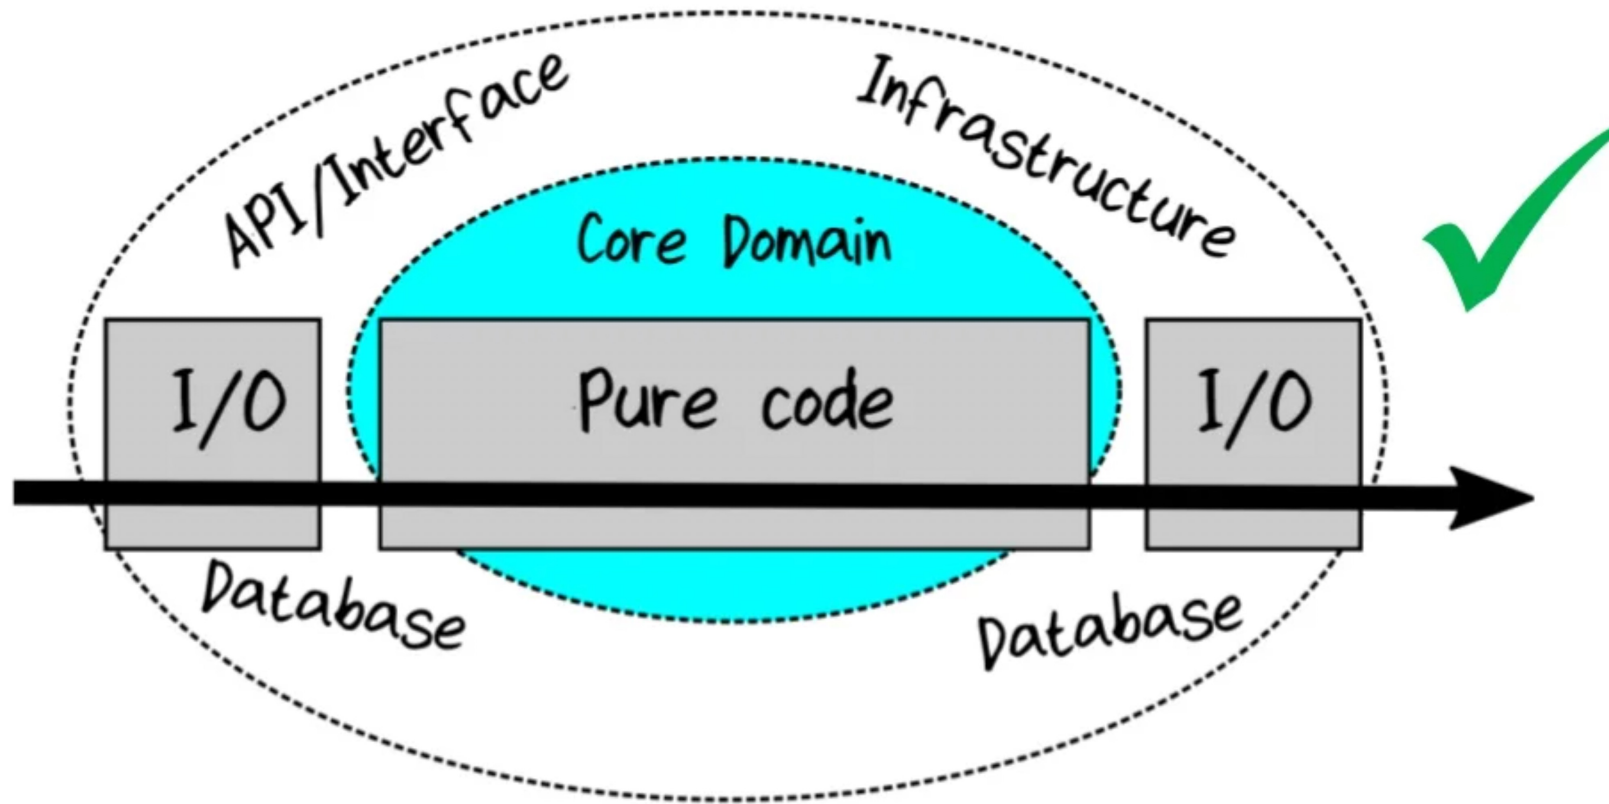 API/Interface
Infrastructure
Core Domain
I/O
Pure code
I/O
Database
Database